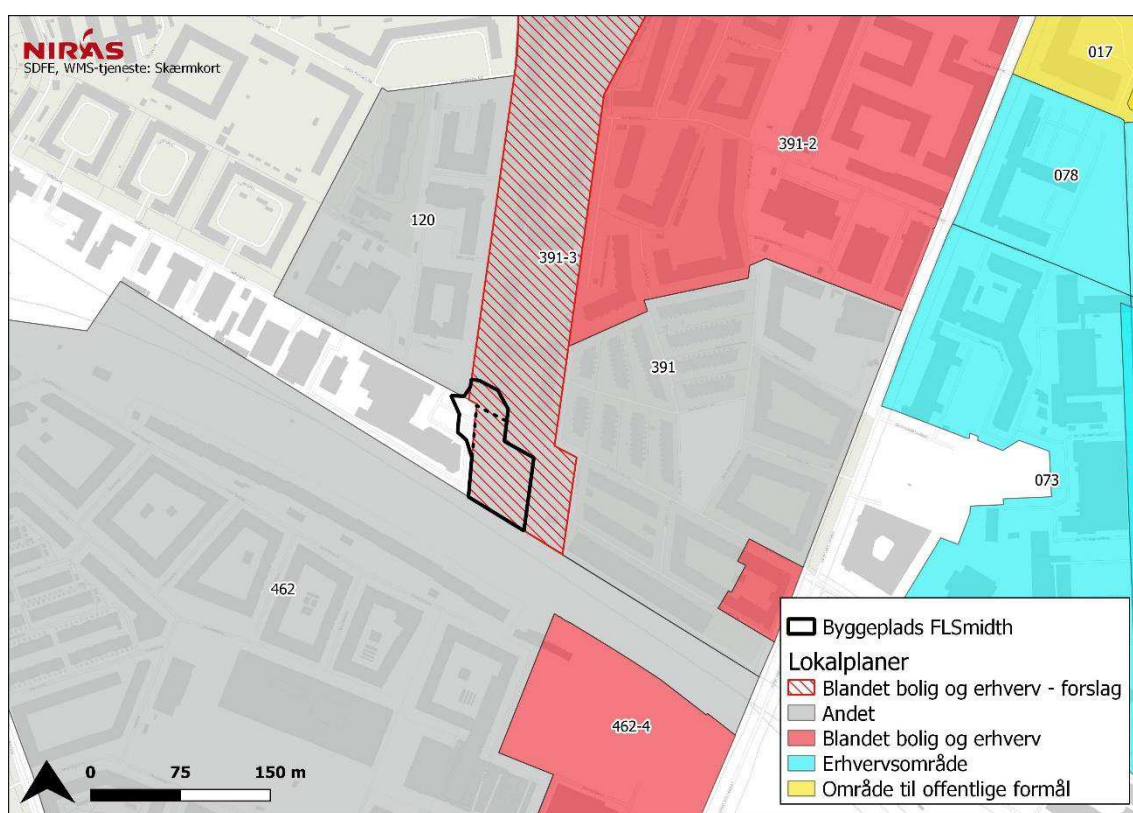 NIRAS
SDFE, WMS-tjeneste: Skærmkort
017
391-2
078
120
391-3
391
073
462
462-4
0 75 150 m
Byggeplads FLSmidth
Lokalplaner
Blandet bolig og erhverv - forslag
Andet
Blandet bolig og erhverv
Erhvervsområde
Område til offentlige formål